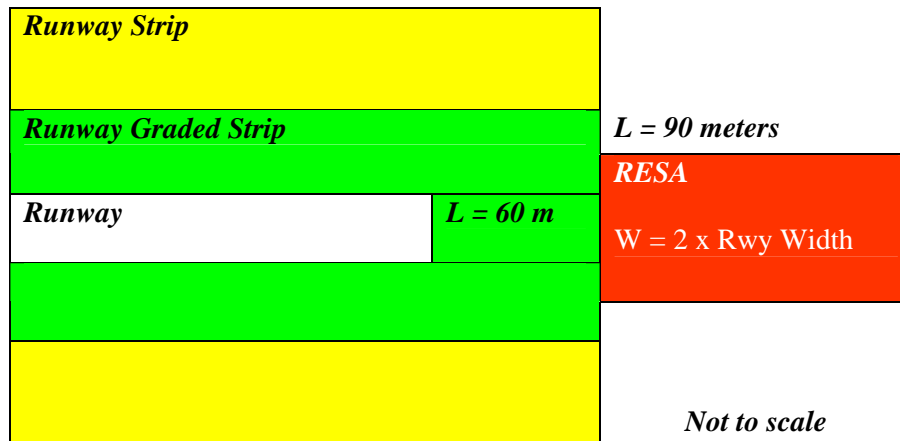 Runway Strip
Runway Graded Strip
L = 90 meters
RESA
Runway
L = 60 m
W = 2 x Rwy Width
Not to scale